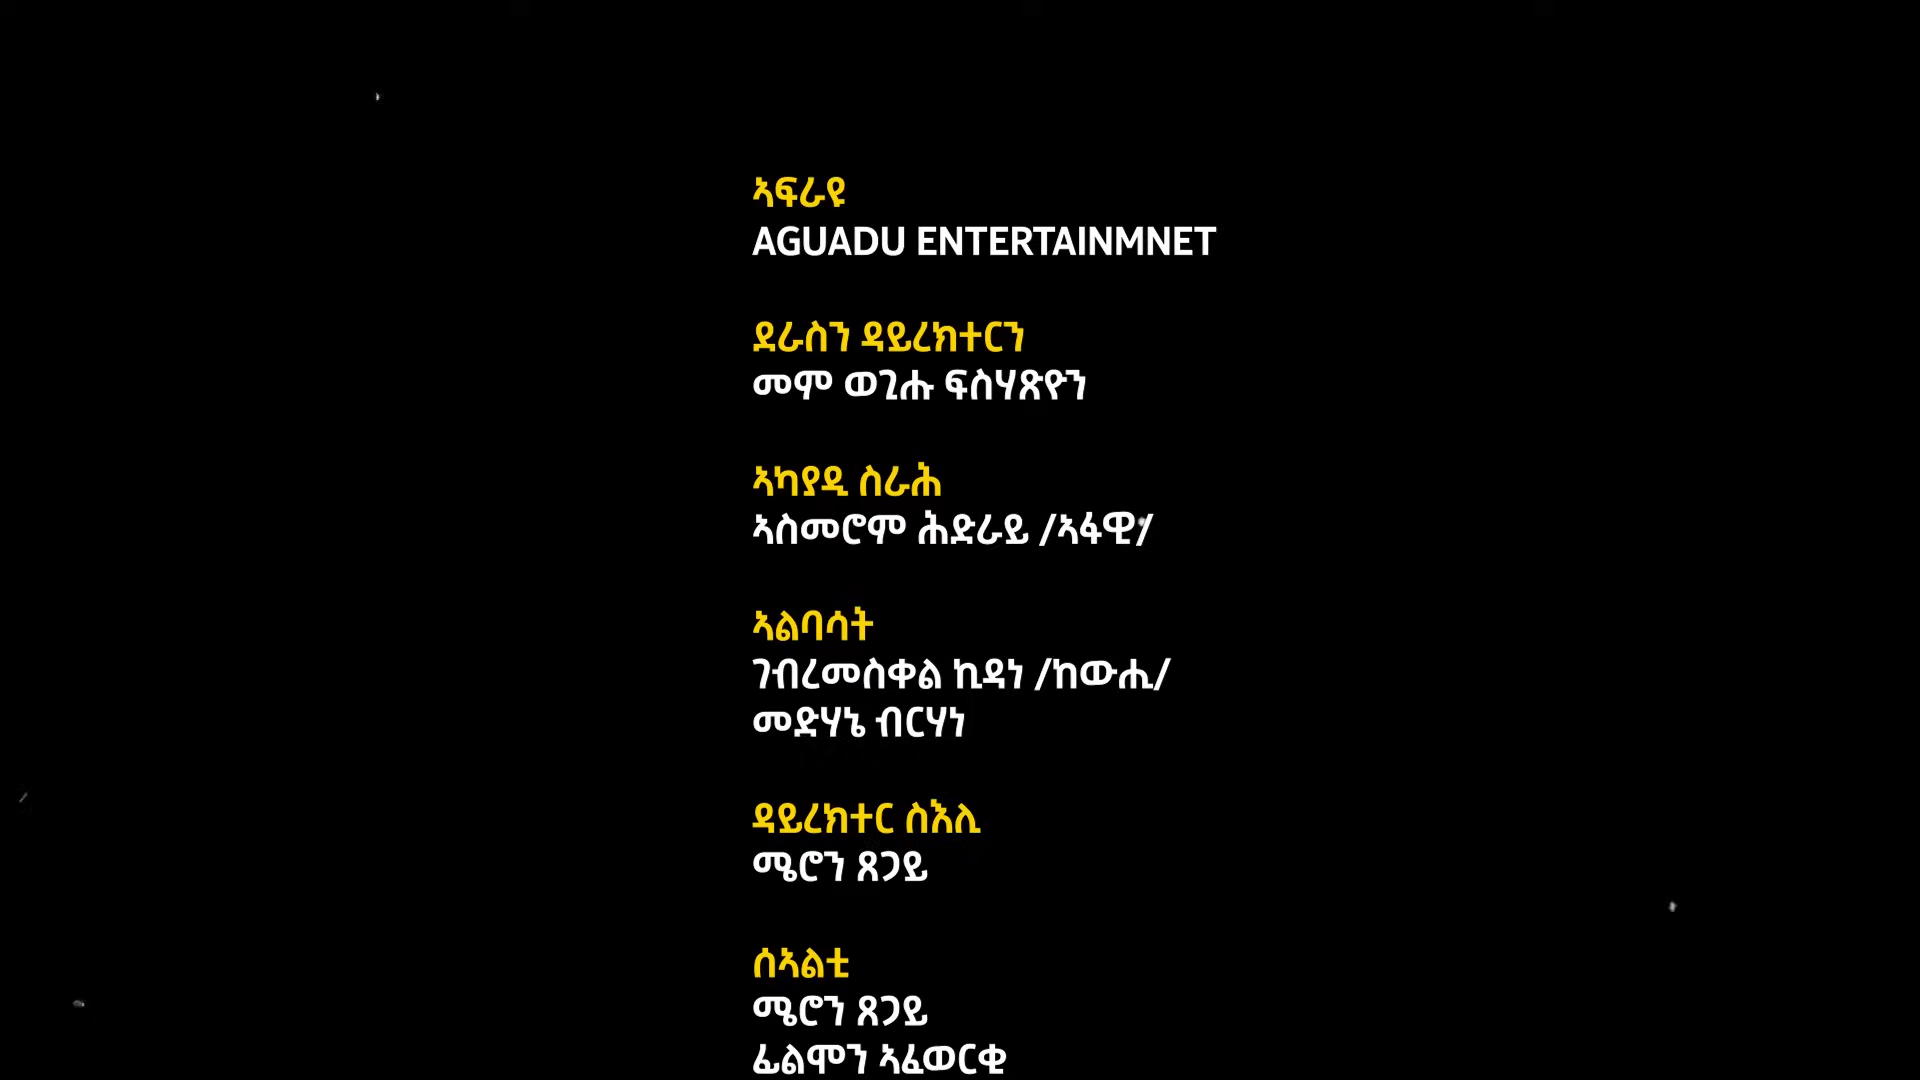 ኣፍራዩ
AGUADU ENTERTAINMNET
ደራስን ዳይረክተርን
መም ወጊሑ ፍስሃጽዮን
ኣካያዲ ስራሕ
ኣስመሮም ሕድራይ /ኣፋዊ/
ኣልባሳት
ገብረመስቀል ኪዳነ /ከውሒ/
መድሃኔ ብርሃነ
ዳይረክተር ስእሊ
ሜሮን ጸጋይ
ሰኣልቲ
ሜሮን ጸጋይ
ፊልሞን ኣፈወርቂ